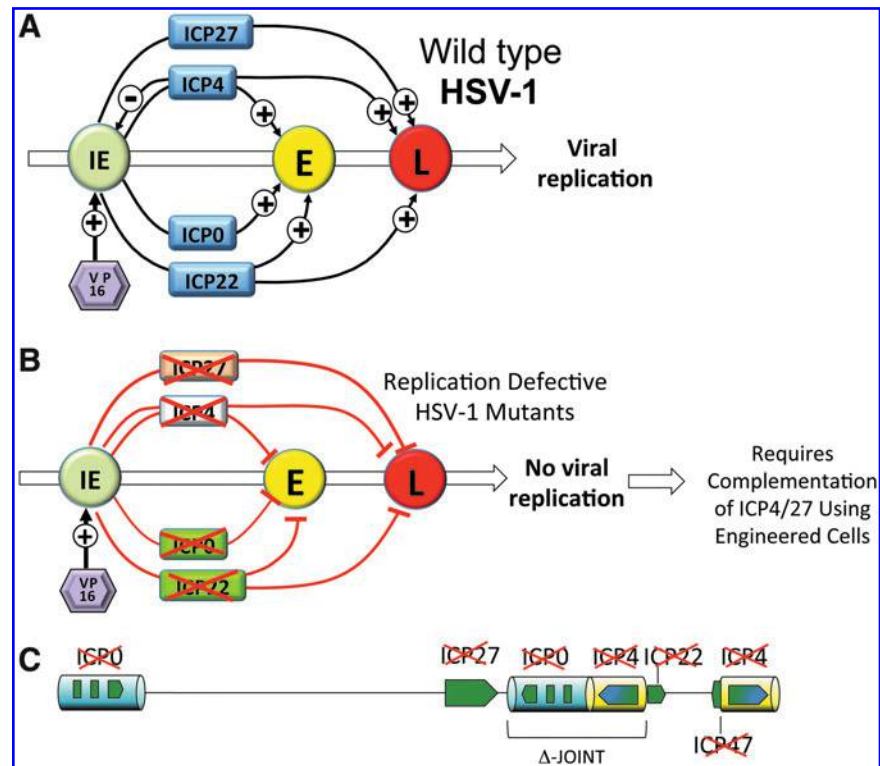 A
ICP27
Wild type
HSV-1
ICP4
-
+
+
+
IE
E
L
Viral
replication
+
ICP0
+
+
+
ICP22
VP
16
B
ICP27
Replication Defective
HSV-1 Mutants
ICP4
IE
E
L
No viral
replication
Requires
Complementation
of ICP4/27 Using
Engineered Cells
+
ICP0
ICP22
VP
16
C
ICP0
ICP27
ICP0
ICP4
ICP22
ICP4
ICP47
Δ-JOINT